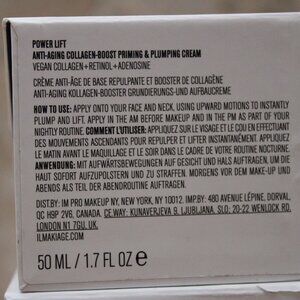 POWER LIFT
ANTI-AGING COLLAGEN-BOOST PRIMING & PLUMPING CREAM
VEGAN COLLAGEN+RETINOL+ADENOSINE
CRÈME ANTI-ÂGE DE BASE REPULPANTE ET BOOSTER DE COLLAGÈNE
ANTI-AGING KOLLAGEN-BOOSTER GRUNDIERUNGS-UND AUFBAUCREME
HOW TO USE: APPLY ONTO YOUR FACE AND NECK, USING UPWARD MOTIONS TO INSTANTLY
PLUMP AND LIFT. APPLY IN THE AM BEFORE MAKEUP AND IN THE PM AS PART OF YOUR
NIGHTLY ROUTINE. COMMENT L'UTILISER: APPLIQUEZ SUR LE VISAGE ET LE COU EN EFFECTUANT
DES MOUVEMENTS ASCENDANTS POUR REPULPER ET LIFTER INSTANTANÉMENT. APPLIQUEZ
LE MATIN AVANT LE MAQUILLAGE ET LE SOIR DANS LE CADRE DE VOTRE ROUTINE NOCTURNE.
ANWENDUNG: MIT AUFWÄRTSBEWEGUNGEN AUF GESICHT UND HALS AUFTRAGEN, UM DIE
HAUT SOFORT AUFZUPOLSTERN UND ZU STRAFFEN. MORGENS VOR DEM MAKE-UP UND
ABENDS ALS TEIL DER ABENDROUTINE AUFTRAGEN.
DIST/EU: IM PRO MAKEUP NY, NEW YORK, NY 10013. IMP.BY: 480 AVENUE LÉPINE, DORVAL,
QC H9P 2V6, CANADA. CE.WAY: KUNAVERJEVA 9, LJUBLJANA, SLO; 20-22 WENLOCK RD,
LONDON N1 7GU, UK.
ILMAKIAGE.COM
50 ML / 1.7 FL OZ ℮